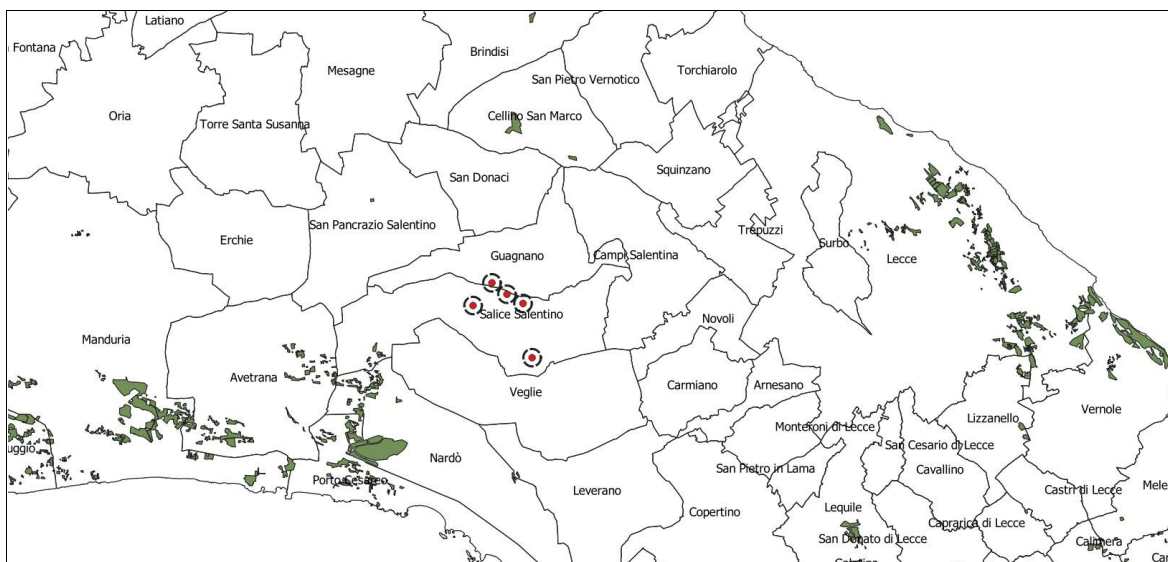 Latiano
Fontana
Brindisi
Mesagne
San Pietro Vernotico
Torchiarolo
Oria
Torre Santa Susanna
Cellino San Marco
Squinzano
San Donaci
San Pancrazio Salentino
Trepuzzi
Erchie
Surbo
Guagnano
Campi Salentina
Lecce
Salice Salentino
Novoli
Manduria
Avetrana
Veglie
Carmiano
Arnesano
Vernole
Lizzanello
Monteroni di Lecce
San Cesario di Lecce
uggio
Nardò
San Pietro in Lama
Cavallino
Porto Cesareo
Leverano
Castri di Lecce
Mele
Copertino
Lequile
Caprarica di Lecce
San Donato di Lecce
Calimera
Car